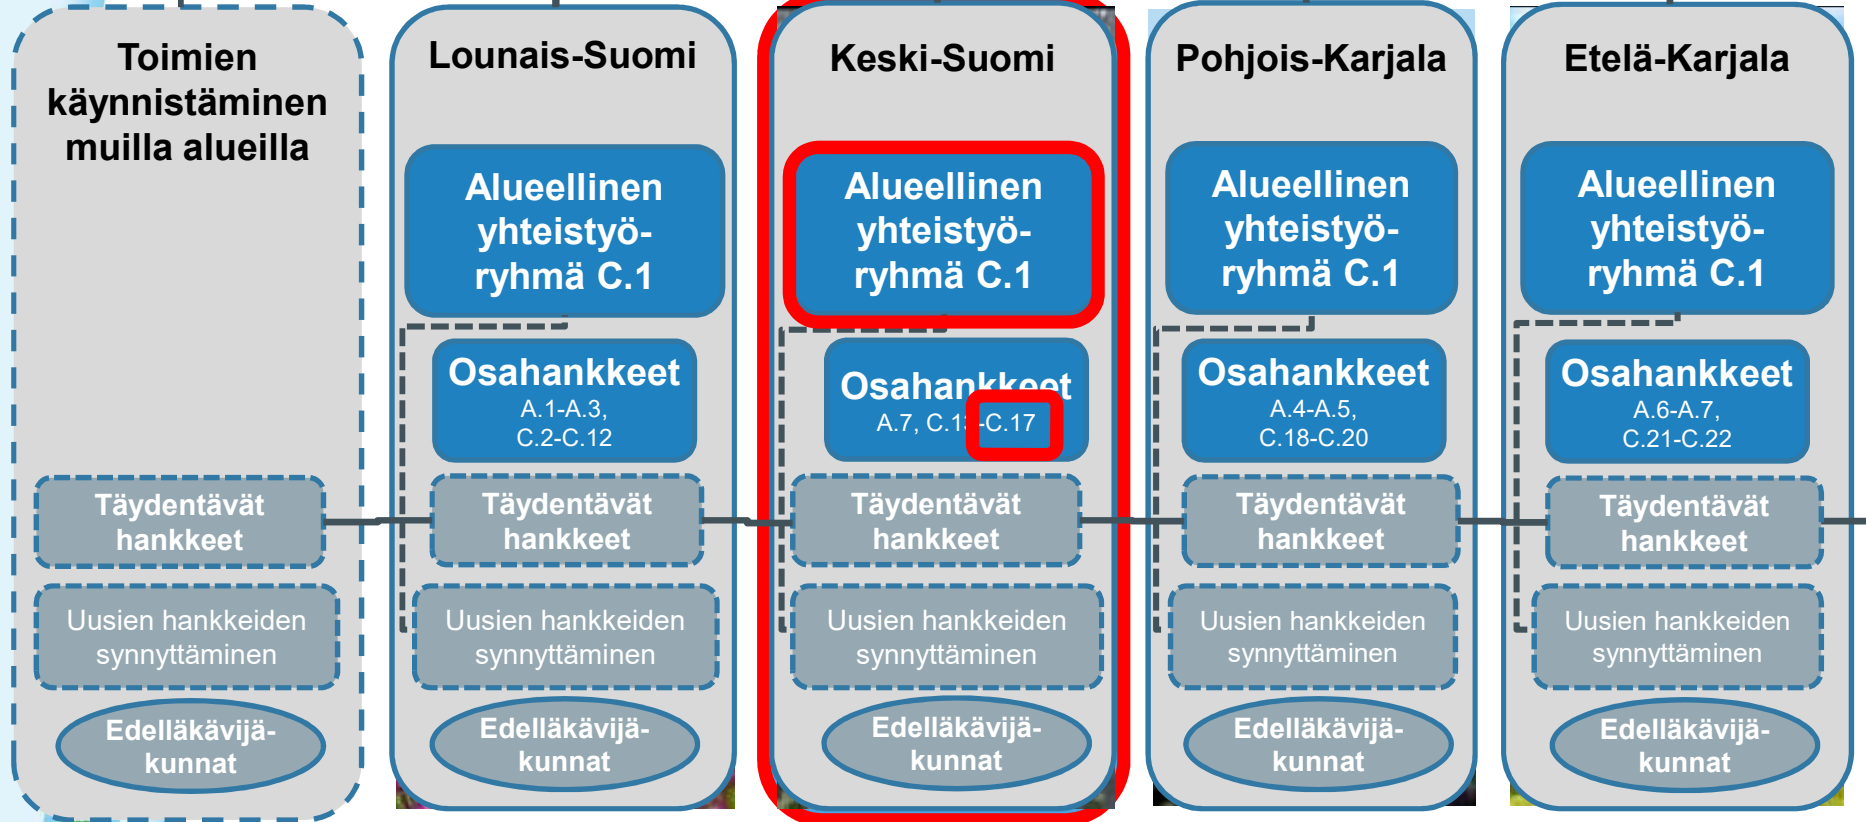 Toimien
käynnistäminen
muilla alueilla
Täydentävät
hankkeet
Uusien hankkeiden
synnyttäminen
Edelläkävijä-
kunnat
Lounais-Suomi
Alueellinen
yhteistyö-
ryhmä C.1
Osahankkeet
A.1-A.3,
C.2-C.12
Täydentävät
hankkeet
Uusien hankkeiden
synnyttäminen
Edelläkävijä-
kunnat
Keski-Suomi
Alueellinen
yhteistyö-
ryhmä C.1
Osahankkeet
A.7, C.13-C.17
Täydentävät
hankkeet
Uusien hankkeiden
synnyttäminen
Edelläkävijä-
kunnat
Pohjois-Karjala
Alueellinen
yhteistyö-
ryhmä C.1
Osahankkeet
A.4-A.5,
C.18-C.20
Täydentävät
hankkeet
Uusien hankkeiden
synnyttäminen
Edelläkävijä-
kunnat
Etelä-Karjala
Alueellinen
yhteistyö-
ryhmä C.1
Osahankkeet
A.6-A.7,
C.21-C.22
Täydentävät
hankkeet
Uusien hankkeiden
synnyttäminen
Edelläkävijä-
kunnat